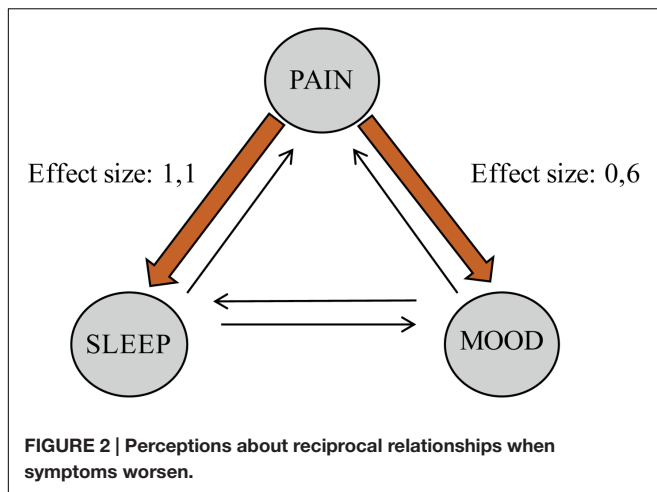 PAIN
Effect size: 1,1
Effect size: 0,6
SLEEP
MOOD
FIGURE 2 | Perceptions about reciprocal relationships when
symptoms worsen.